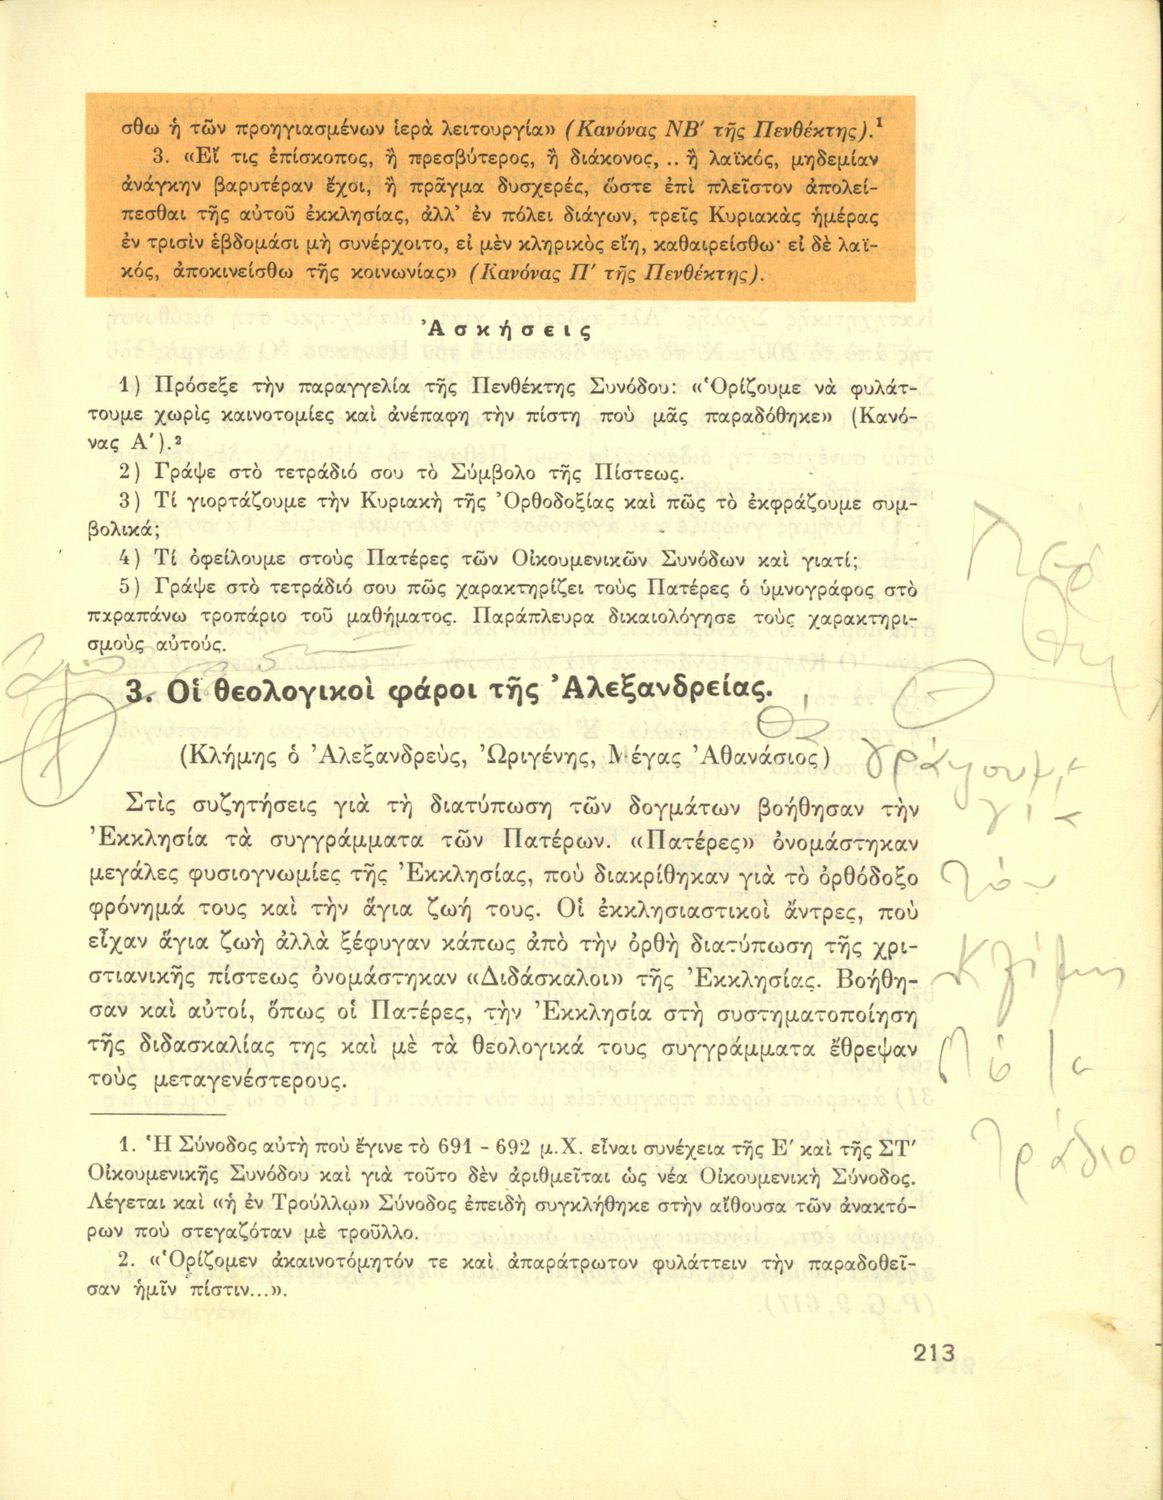 σθω ἡ τῶν προηγιασμένων ἱερὰ λειτουργία» (Κανόνας ΝΒ′ τῆς Πενθέκτης).¹
3. «Εἴ τις ἐπίσκοπος, ἢ πρεσβύτερος, ἢ διάκονος, .. ἢ λαϊκός, μηδεμίαν
ἀνάγκην βαρυτέραν ἔχοι, ἢ πρᾶγμα δυσχερές, ὥστε ἐπὶ πλεῖστον ἀπολεί-
πεσθαι τῆς αὐτοῦ ἐκκλησίας, ἀλλ' ἐν πόλει διάγων, τρεῖς Κυριακὰς ἡμέρας
ἐν τρισὶν ἑβδομάσι μὴ συνέρχοιτο, εἰ μὲν κληρικὸς εἴη, καθαιρείσθω· εἰ δὲ λαϊ-
κός, ἀποκινείσθω τῆς κοινωνίας» (Κανόνας Π′ τῆς Πενθέκτης).
Ἀσκήσεις
1) Πρόσεξε τὴν παραγγελία τῆς Πενθέκτης Συνόδου: «Ὁρίζουμε νὰ φυλάτ-
τουμε χωρὶς καινοτομίες καὶ ἀνέπαφη τὴν πίστη ποὺ μᾶς παραδόθηκε» (Κανό-
νας Α′).²
2) Γράψε στὸ τετράδιό σου τὸ Σύμβολο τῆς Πίστεως.
3) Τί γιορτάζουμε τὴν Κυριακὴ τῆς Ὀρθοδοξίας καὶ πῶς τὸ ἐκφράζουμε συμ-
βολικά;
4) Τί ὀφείλουμε στοὺς Πατέρες τῶν Οἰκουμενικῶν Συνόδων καὶ γιατί;
5) Γράψε στὸ τετράδιό σου πῶς χαρακτηρίζει τοὺς Πατέρες ὁ ὑμνογράφος στὸ
παραπάνω τροπάριο τοῦ μαθήματος. Παράπλευρα δικαιολόγησε τοὺς χαρακτηρι-
σμοὺς αὐτούς.
3. Οἱ θεολογικοὶ φάροι τῆς Ἀλεξανδρείας.
(Κλήμης ὁ Ἀλεξανδρεὺς, Ὠριγένης, Μέγας Ἀθανάσιος)
Στὶς συζητήσεις γιὰ τὴ διατύπωση τῶν δογμάτων βοήθησαν τὴν
Ἐκκλησία τὰ συγγράμματα τῶν Πατέρων. «Πατέρες» ὀνομάστηκαν
μεγάλες φυσιογνωμίες τῆς Ἐκκλησίας, ποὺ διακρίθηκαν γιὰ τὸ ὀρθόδοξο
φρόνημά τους καὶ τὴν ἅγια ζωή τους. Οἱ ἐκκλησιαστικοὶ ἄντρες, ποὺ
εἶχαν ἅγια ζωὴ ἀλλὰ ξέφυγαν κάπως ἀπὸ τὴν ὀρθὴ διατύπωση τῆς χρι-
στιανικῆς πίστεως ὀνομάστηκαν «Διδάσκαλοι» τῆς Ἐκκλησίας. Βοήθη-
σαν καὶ αὐτοί, ὅπως οἱ Πατέρες, τὴν Ἐκκλησία στὴ συστηματοποίηση
τῆς διδασκαλίας της καὶ μὲ τὰ θεολογικά τους συγγράμματα ἔθρεψαν
τοὺς μεταγενέστερους.
1. Ἡ Σύνοδος αὐτὴ ποὺ ἔγινε τὸ 691 - 692 μ.Χ. εἶναι συνέχεια τῆς Ε′ καὶ τῆς ΣΤ′
Οἰκουμενικῆς Συνόδου καὶ γιὰ τοῦτο δὲν ἀριθμεῖται ὡς νέα Οἰκουμενικὴ Σύνοδος.
Λέγεται καὶ «ἡ ἐν Τρούλλῳ» Σύνοδος ἐπειδὴ συγκλήθηκε στὴν αἴθουσα τῶν ἀνακτό-
ρων ποὺ στεγαζόταν μὲ τροῦλλο.
2. «Ὁρίζομεν ἀκαινοτόμητόν τε καὶ ἀπαράτρωτον φυλάττειν τὴν παραδοθεῖ-
σαν ἡμῖν πίστιν...».
213
Θά
γράψουμε
γιὰ
τὸν